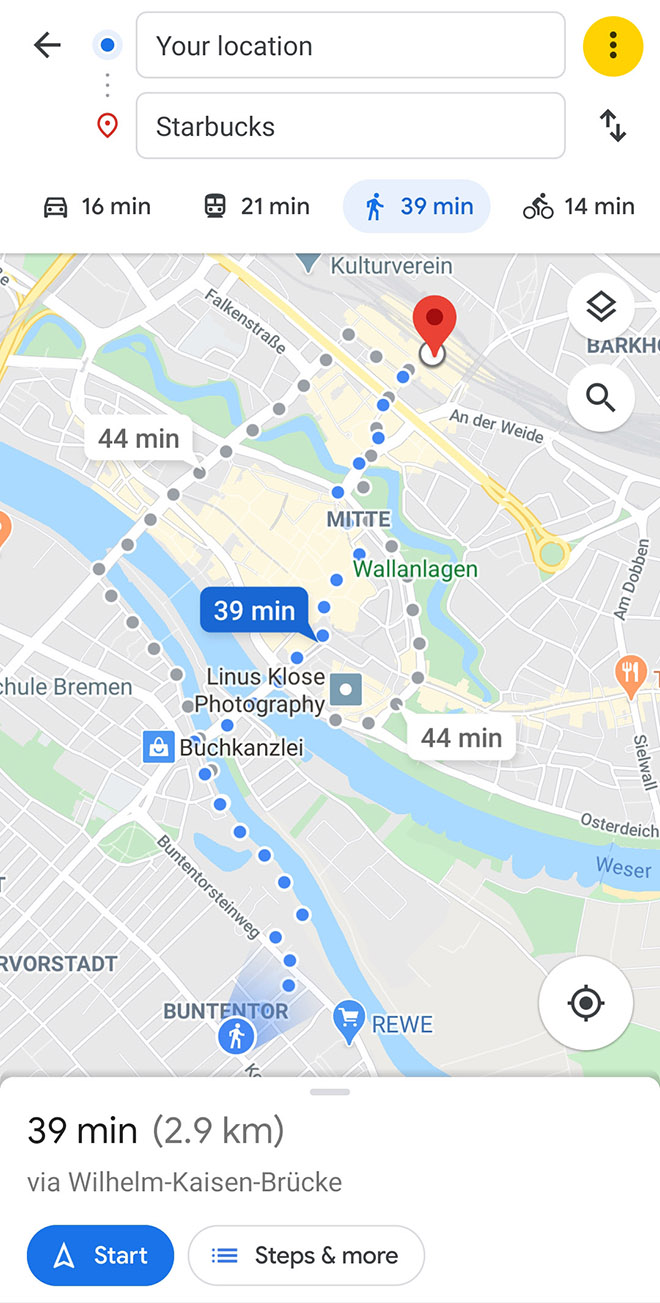 Your location
Starbucks
16 min
21 min
39 min
14 min
Kulturverein
Falkenstraße
BARKHO
An der Weide
44 min
MITTE
Wallanlagen
Am Dobben
39 min
Linus Klose
Photography
chule Bremen
44 min
Buchkanzlei
Sielwall
Osterdeich
Weser
Buntentorsteinweg
RVORSTADT
BUNTENTOR
REWE
39 min (2.9 km)
via Wilhelm-Kaisen-Brücke
Start
Steps & more